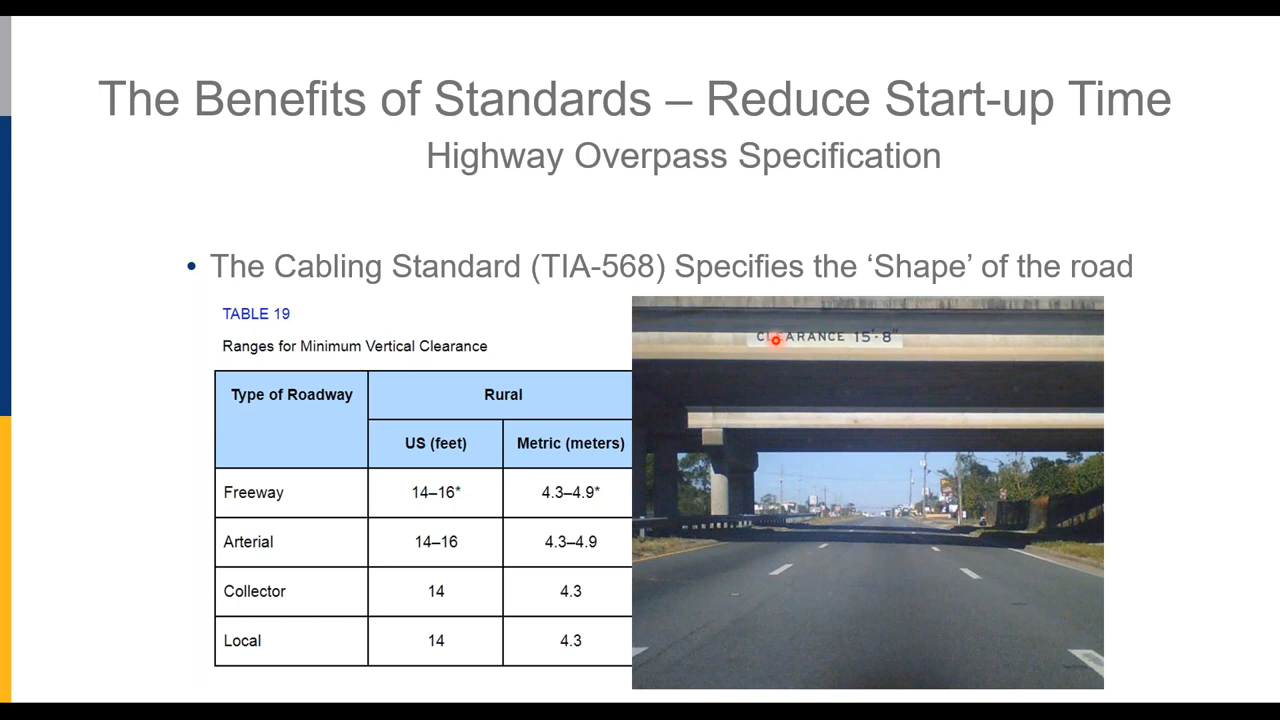 The Benefits of Standards – Reduce Start-up Time
Highway Overpass Specification
• The Cabling Standard (TIA-568) Specifies the ‘Shape’ of the road
TABLE 19
Ranges for Minimum Vertical Clearance
Type of Roadway Rural
US (feet) Metric (meters)
Freeway 14–16* 4.3–4.9*
Arterial 14–16 4.3–4.9
Collector 14 4.3
Local 14 4.3
CLEARANCE 15'-8"